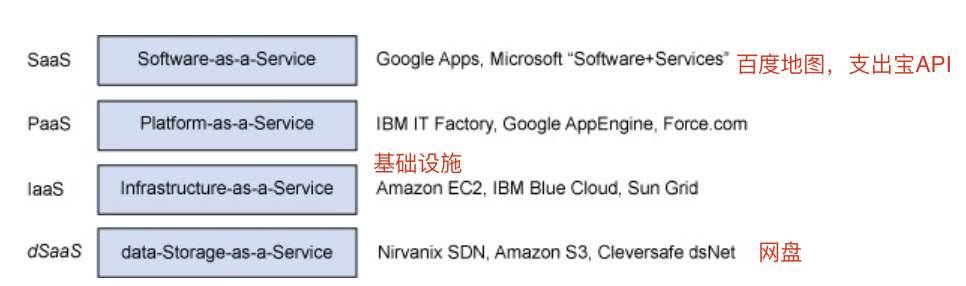 SaaS Software-as-a-Service Google Apps, Microsoft “Software+Services” 百度地图，支出宝API
PaaS Platform-as-a-Service IBM IT Factory, Google AppEngine, Force.com
基础设施
IaaS Infrastructure-as-a-Service Amazon EC2, IBM Blue Cloud, Sun Grid
dSaaS data-Storage-as-a-Service Nirvanix SDN, Amazon S3, Cleversafe dsNet 网盘